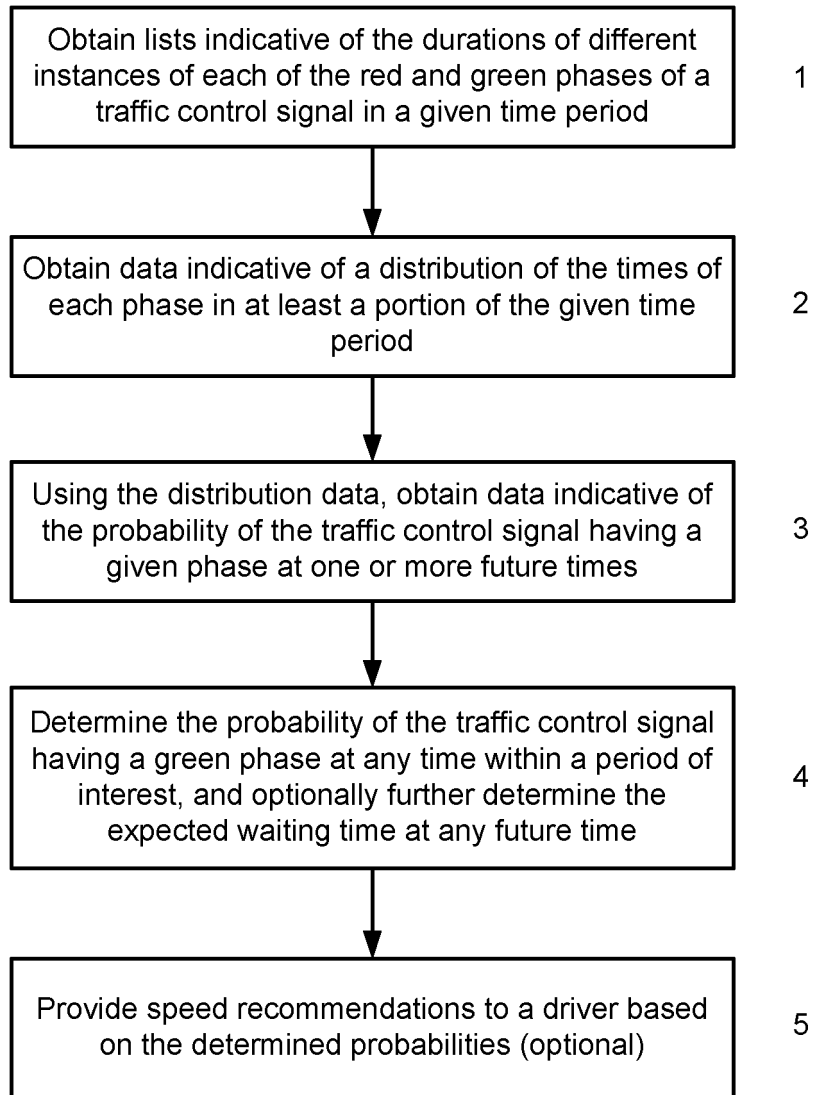 Obtain lists indicative of the durations of different
instances of each of the red and green phases of a
traffic control signal in a given time period
1
Obtain data indicative of a distribution of the times of
each phase in at least a portion of the given time
period
2
Using the distribution data, obtain data indicative of
the probability of the traffic control signal having a
given phase at one or more future times
3
Determine the probability of the traffic control signal
having a green phase at any time within a period of
interest, and optionally further determine the
expected waiting time at any future time
4
Provide speed recommendations to a driver based
on the determined probabilities (optional)
5